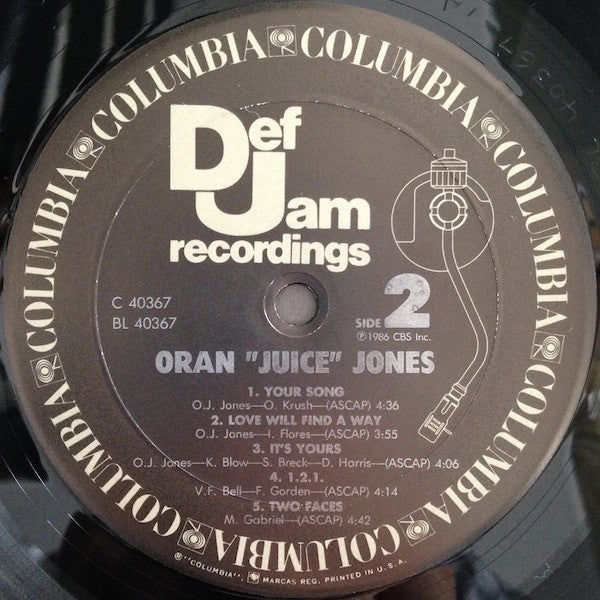 COLUMBIA COLUMBIA COLUMBIA COLUMBIA COLUMBIA COLUMBIA COLUMBIA COLUMBIA
Def
Jam
recordings
C 40367
BL 40367
SIDE 2
Ⓟ1986 CBS Inc.
ORAN "JUICE" JONES
1. YOUR SONG
O.J. Jones—O. Krush—(ASCAP) 4:36
2. LOVE WILL FIND A WAY
O.J. Jones—I. Flores—(ASCAP) 3:55
3. IT'S YOURS
O.J. Jones—K. Blow—S. Breck—D. Harris—(ASCAP) 4:06
4. 1.2.1.
V.F. Bell—F. Gorden—(ASCAP) 4:14
5. TWO FACES
M. Gabriel—(ASCAP) 4:42
®"COLUMBIA", MARCAS REG. PRINTED IN U.S.A.